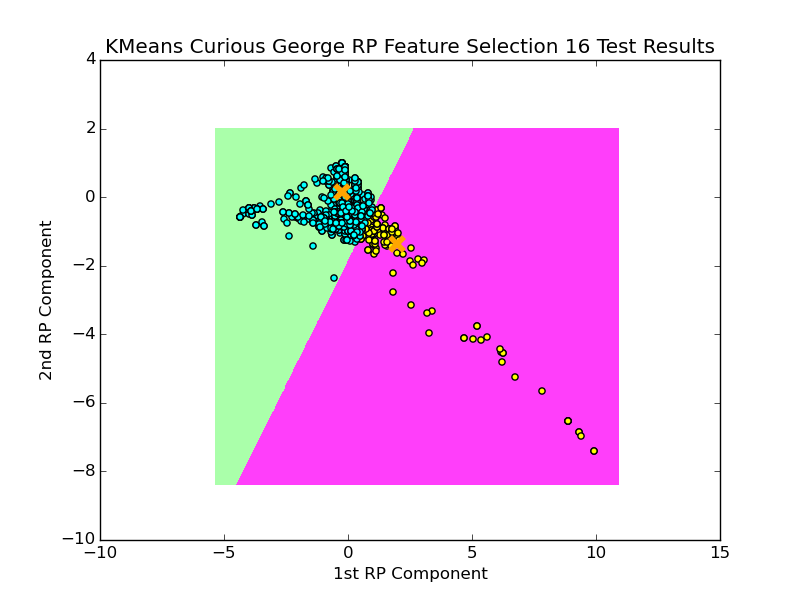 KMeans Curious George RP Feature Selection 16 Test Results
4
2
0
−2
−4
−6
−8
−10
2nd RP Component
−10 −5 0 5 10 15
1st RP Component